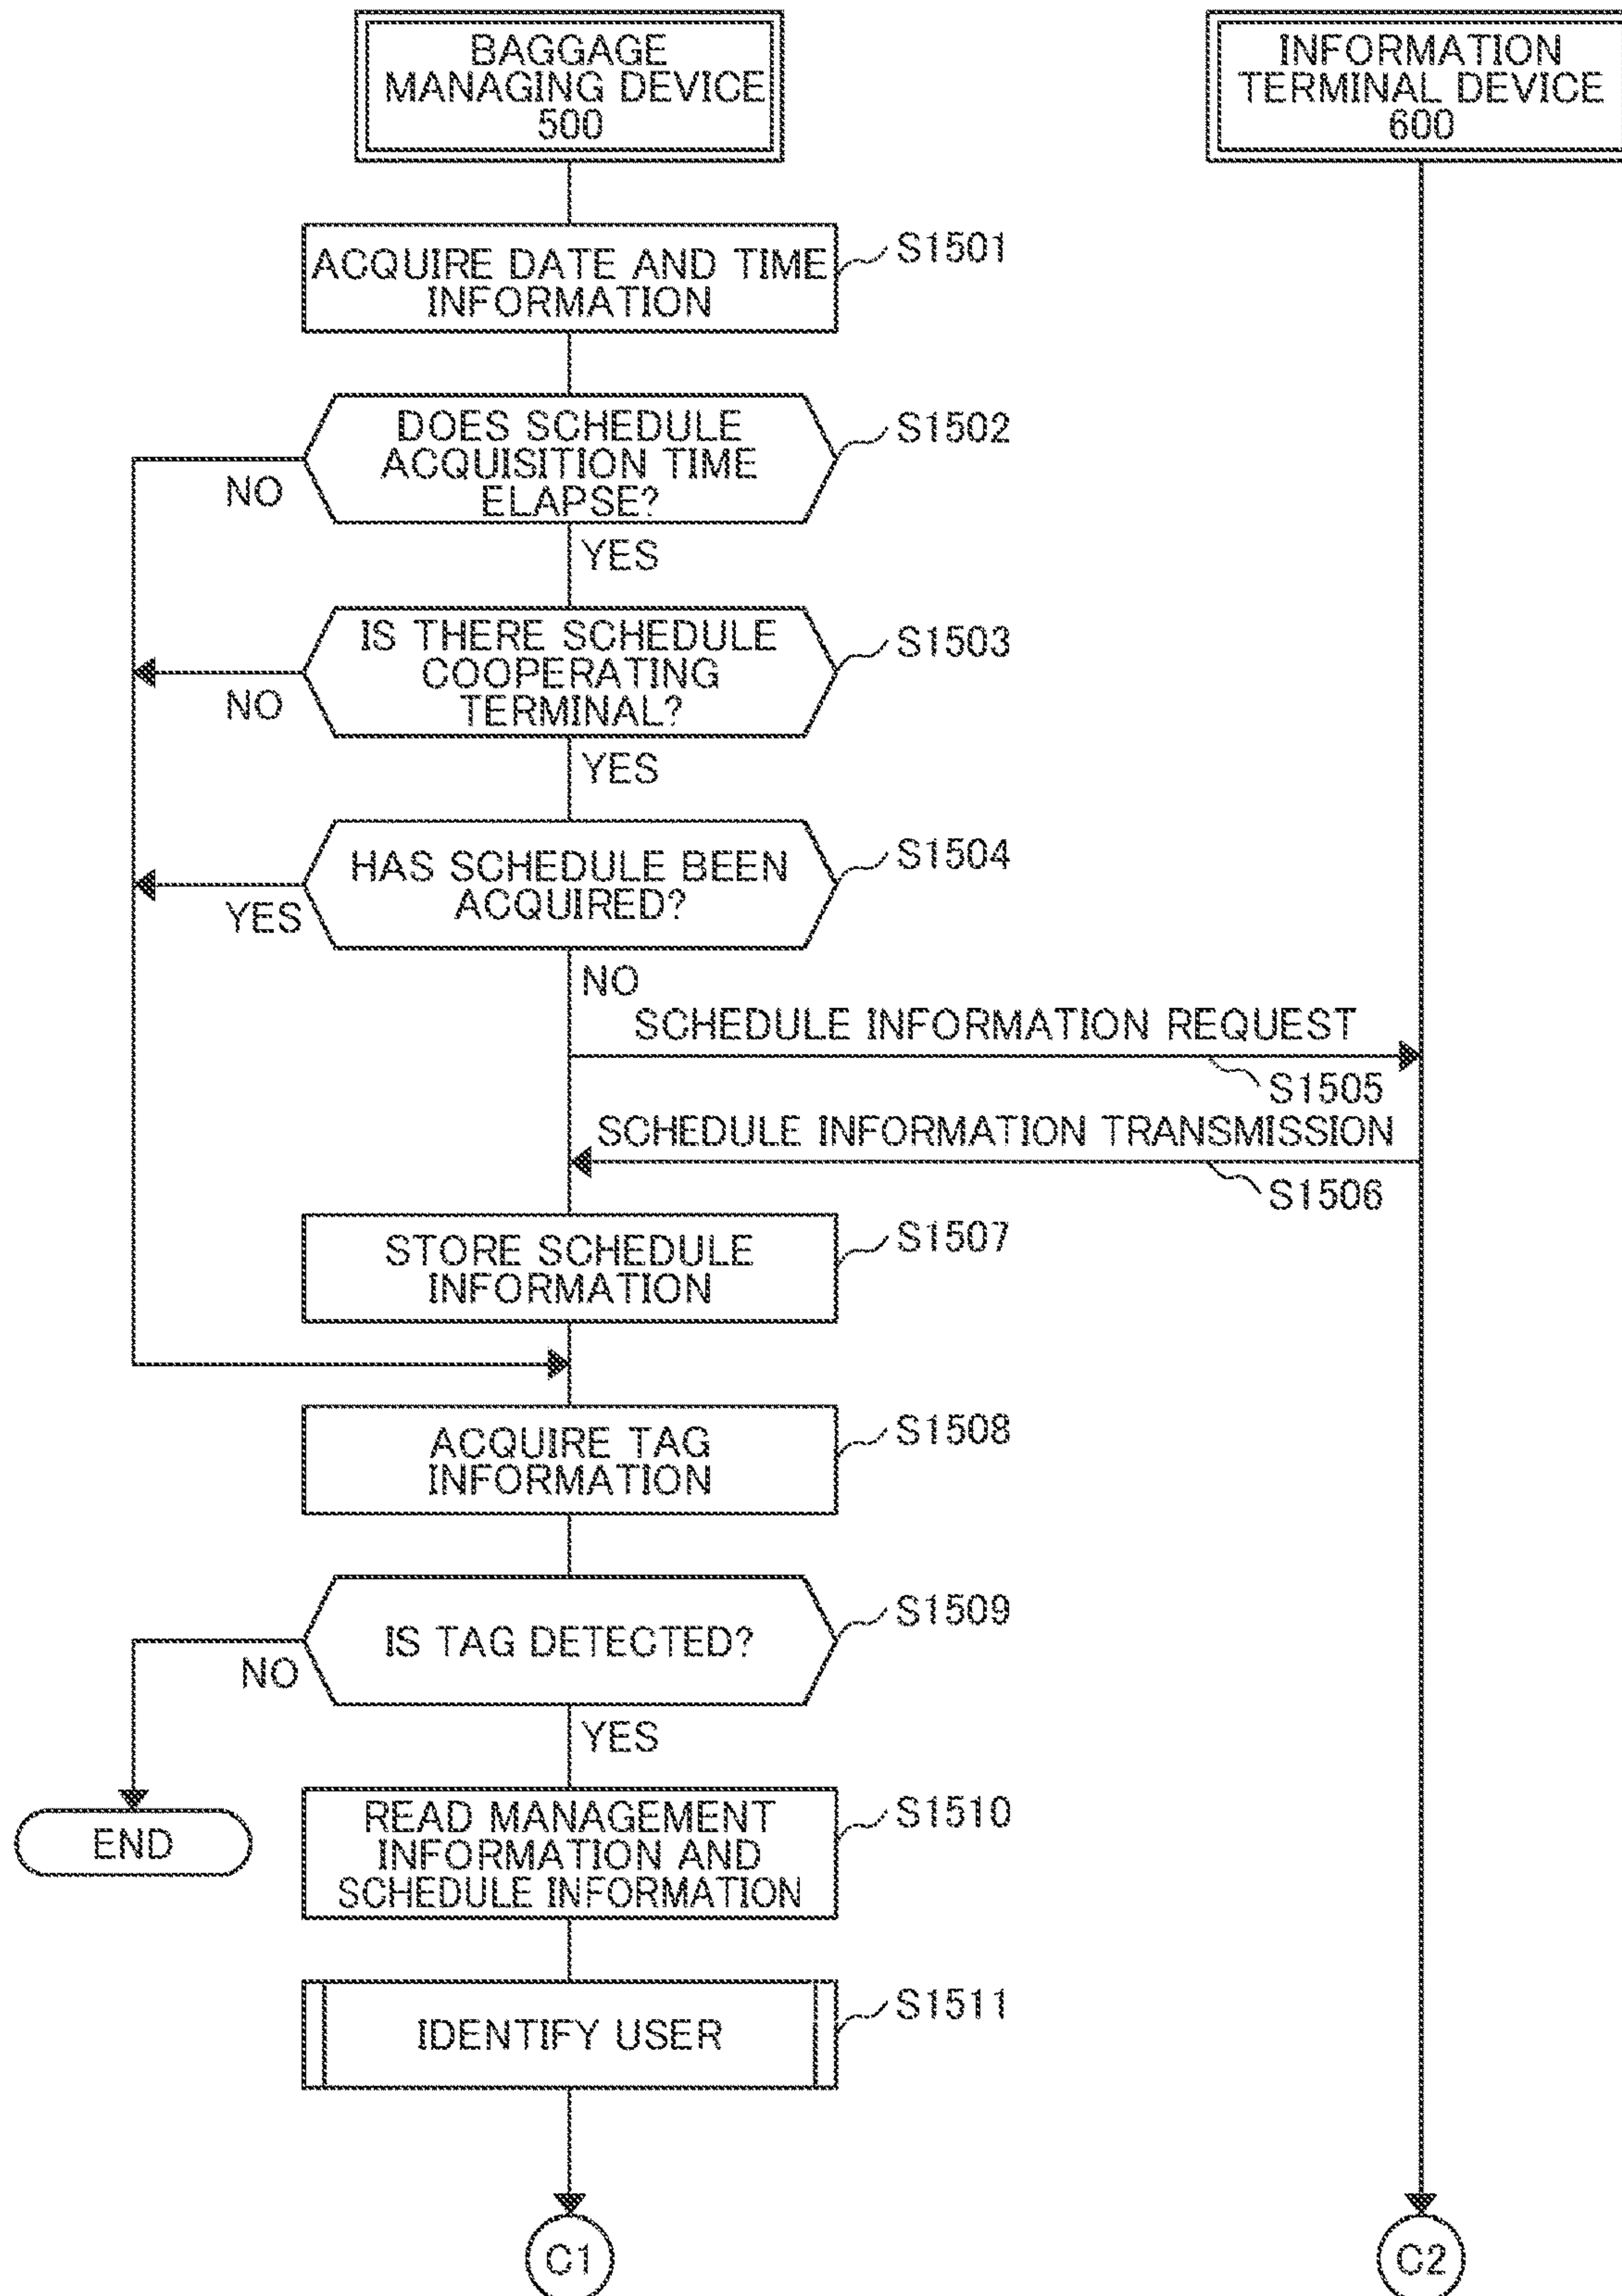 BAGGAGE
MANAGING DEVICE
500
INFORMATION
TERMINAL DEVICE
600
ACQUIRE DATE AND TIME
INFORMATION
S1501
DOES SCHEDULE
ACQUISITION TIME
ELAPSE?
S1502
NO
YES
IS THERE SCHEDULE
COOPERATING
TERMINAL?
S1503
NO
YES
HAS SCHEDULE BEEN
ACQUIRED?
S1504
YES
NO
SCHEDULE INFORMATION REQUEST
S1505
SCHEDULE INFORMATION TRANSMISSION
S1506
STORE SCHEDULE
INFORMATION
S1507
ACQUIRE TAG
INFORMATION
S1508
IS TAG DETECTED?
S1509
NO
YES
END
READ MANAGEMENT
INFORMATION AND
SCHEDULE INFORMATION
S1510
IDENTIFY USER
S1511
C1
C2